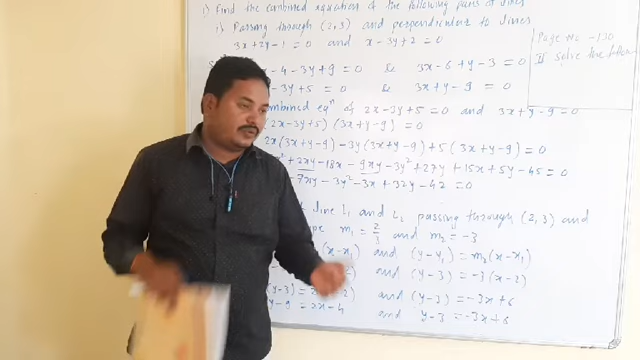 i) Find the combined equation of the following pairs of lines
i) Passing through (2,3) and perpendicular to lines
3x+2y-1=0 and x-3y+2=0
Page No -130
II Solve the follow
x-4-3y+9=0 & 3x-6+y-3=0
-3y+5=0 & 3x+y-9=0
ombined eqn of 2x-3y+5=0 and 3x+y-9=0
(2x-3y+5)(3x+y-9)=0
2x(3x+y-9)-3y(3x+y-9)+5(3x+y-9)=0
+2xy-18x-9xy-3y²+27y+15x+5y-45=0
-7xy-3y²-3x+32y-42=0
line L₁ and L₂ passing through (2,3) and
ope m₁=2/3 and m₂=-3
(x-x₁) and (y-y₁)=m₂(x-x₁)
and (y-3)=-3(x-2)
(y-3)= -2) and (y-3)=-3x+6
y-9=2x-4 and y-3=-3x+6